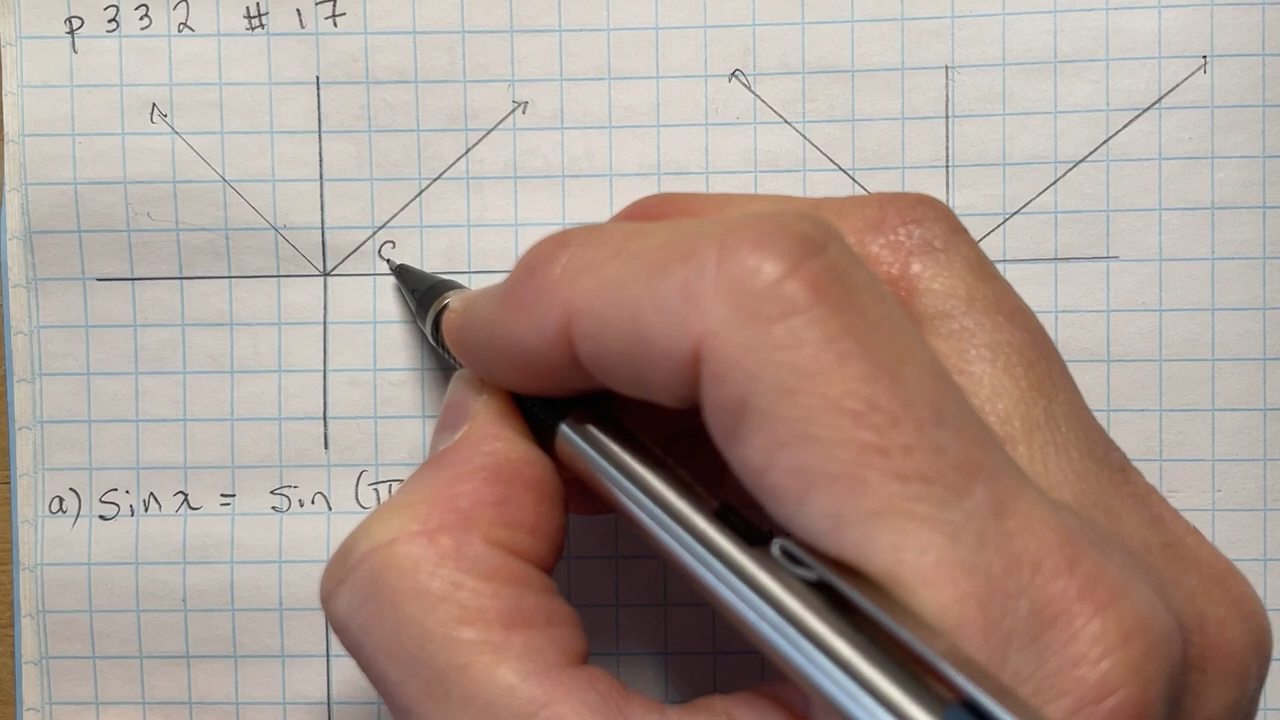 p 332 # 17
a) sin x = sin (π